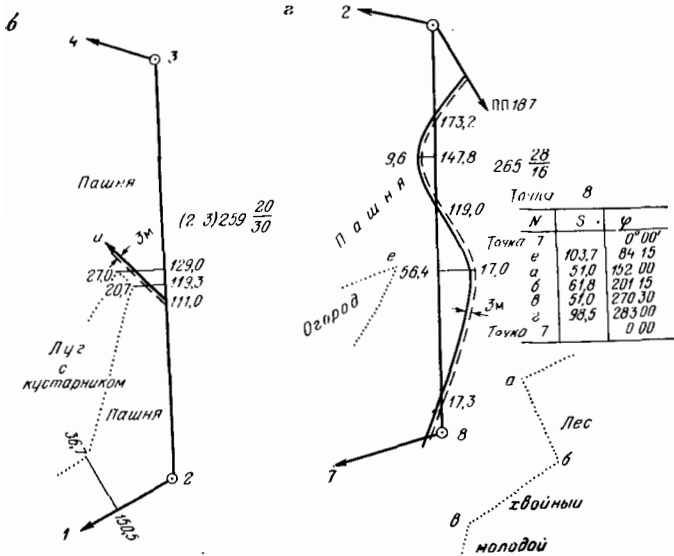 в
4
3
Пашня
(2. 3)259 20/30
и
3м
129,0
27,0
119,3
20,7
111,0
Луг
с
кустарником
Пашня
36,7
2
1
150,5
г
2
ПП 187
173,2
9,6
147,8
265 28/16
Пашня
119,0
е
56,4
17,0
Огород
3м
17,3
8
7
Точка 8
N S φ
Точка 7 0°00'
е 103,7 84 15
а 51,0 152 00
б 61,8 201 15
в 51,0 270 30
г 98,5 283 00
Точка 7 0 00
а
Лес
б
в
хвойный
молодой